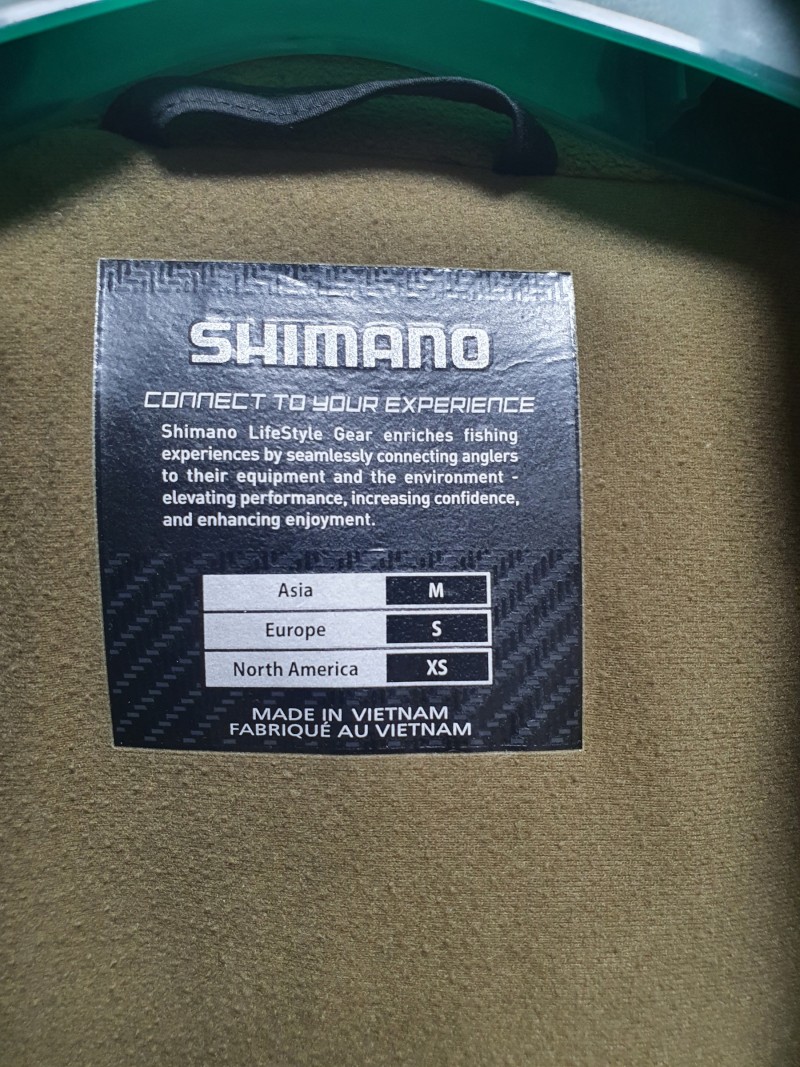 SHIMANO
CONNECT TO YOUR EXPERIENCE
Shimano LifeStyle Gear enriches fishing
experiences by seamlessly connecting anglers
to their equipment and the environment -
elevating performance, increasing confidence,
and enhancing enjoyment.
Asia M
Europe S
North America XS
MADE IN VIETNAM
FABRIQUÉ AU VIETNAM